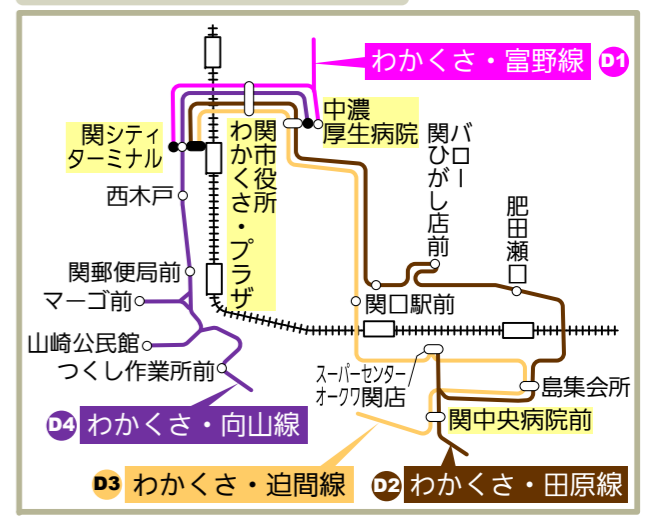 わかくさ・富野線 D1
中濃
厚生病院
関シティ
ターミナル
関市役所
わかくさ・プラザ
バロー
関ひがし店前
肥田瀬口
西木戸
関郵便局前
マーゴ前
関口駅前
山崎公民館
つくし作業所前
スーパーセンター
オークワ関店
島集会所
関中央病院前
D4 わかくさ・向山線
D3 わかくさ・迫間線
D2 わかくさ・田原線